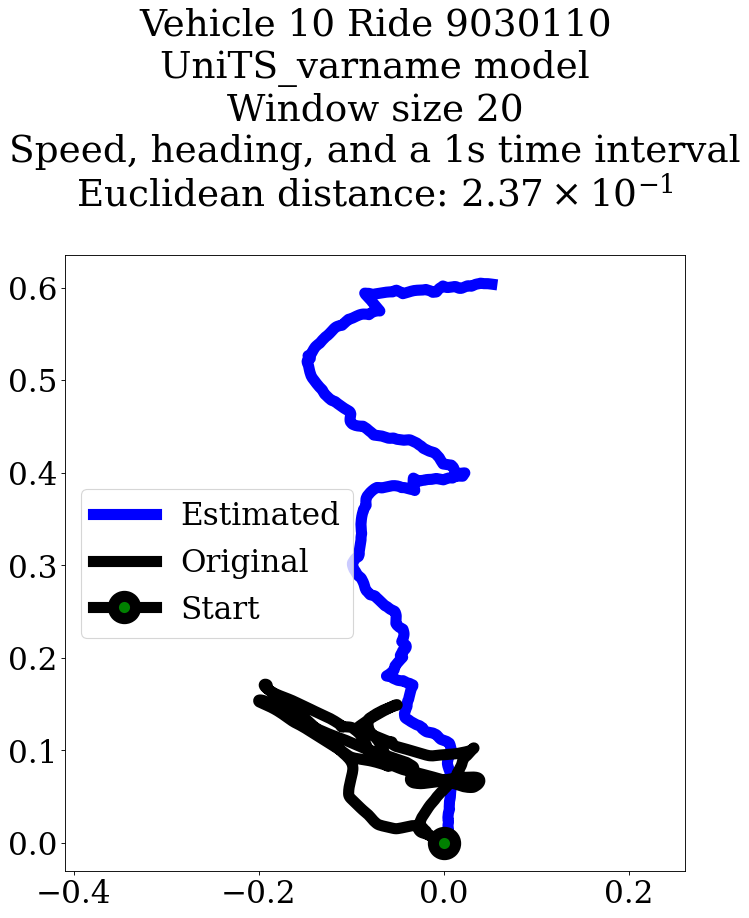 Vehicle 10 Ride 9030110
UniTS_varname model
Window size 20
Speed, heading, and a 1s time interval
Euclidean distance: 2.37 × 10⁻¹
0.6
0.5
0.4
0.3
0.2
0.1
0.0
Estimated
Original
Start
−0.4 −0.2 0.0 0.2